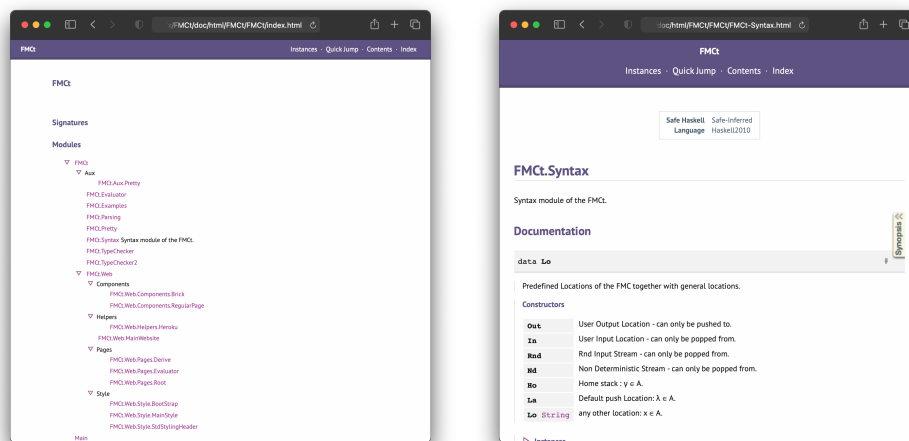 t/FMCt/doc/html/FMCt/FMCt/index.html
FMCt
Instances · Quick Jump · Contents · Index
FMCt
Signatures
Modules
FMCt
Aux
FMCt.Aux.Pretty
FMCt.Evaluator
FMCt.Examples
FMCt.Parsing
FMCt.Pretty
FMCt.Syntax Syntax module of the FMCt.
FMCt.TypeChecker
FMCt.TypeChecker2
FMCt.Web
Components
FMCt.Web.Components.Brick
FMCt.Web.Components.RegularPage
Helpers
FMCt.Web.Helpers.Heroku
FMCt.Web.MainWebsite
Pages
FMCt.Web.Pages.Derive
FMCt.Web.Pages.Evaluator
FMCt.Web.Pages.Root
Style
FMCt.Web.Style.BootStrap
FMCt.Web.Style.MainStyle
FMCt.Web.Style.StdStylingHeader
Main
doc/html/FMCt/FMCt/FMCt-Syntax.html
FMCt
Instances · Quick Jump · Contents · Index
Safe Haskell Safe-Inferred
Language Haskell2010
FMCt.Syntax
Syntax module of the FMCt.
Documentation
Synopsis
data Lo #
Predefined Locations of the FMC together with general locations.
Constructors
Out User Output Location - can only be pushed to.
In User Input Location - can only be popped from.
Rnd Rnd Input Stream - can only be popped from.
Nd Non Deterministic Stream - can only be popped from.
Ho Home stack : γ ∈ A.
La Default push Location: λ ∈ A.
Lo String any other location: x ∈ A.
Instances